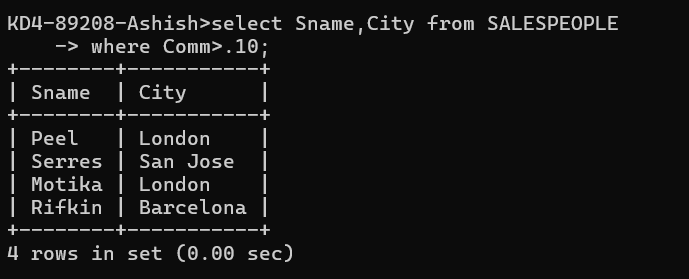 KD4-89208-Ashish>select Sname,City from SALESPEOPLE
    -> where Comm>.10;
+--------+-----------+
| Sname  | City      |
+--------+-----------+
| Peel   | London    |
| Serres | San Jose  |
| Motika | London    |
| Rifkin | Barcelona |
+--------+-----------+
4 rows in set (0.00 sec)